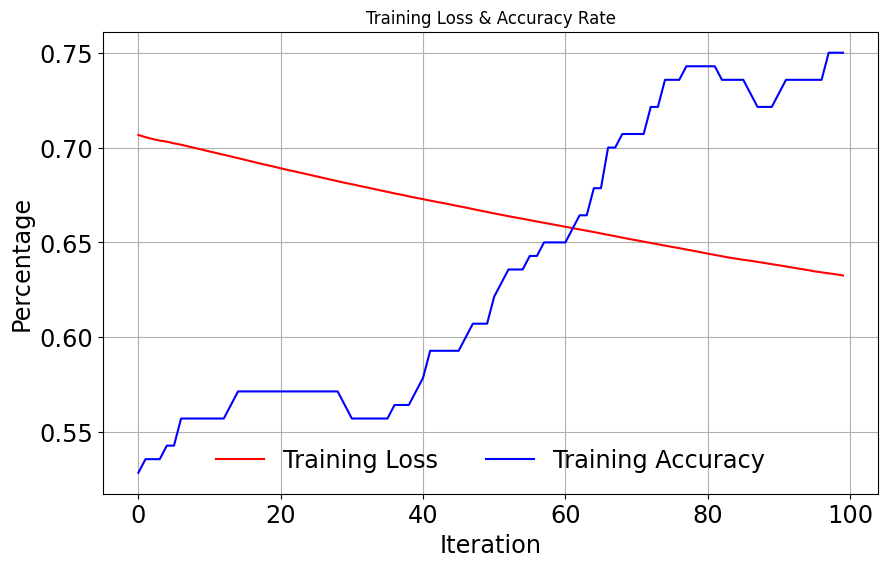 Training Loss & Accuracy Rate
0.75
0.70
0.65
0.60
0.55
Percentage
Training Loss
Training Accuracy
0
20
40
60
80
100
Iteration